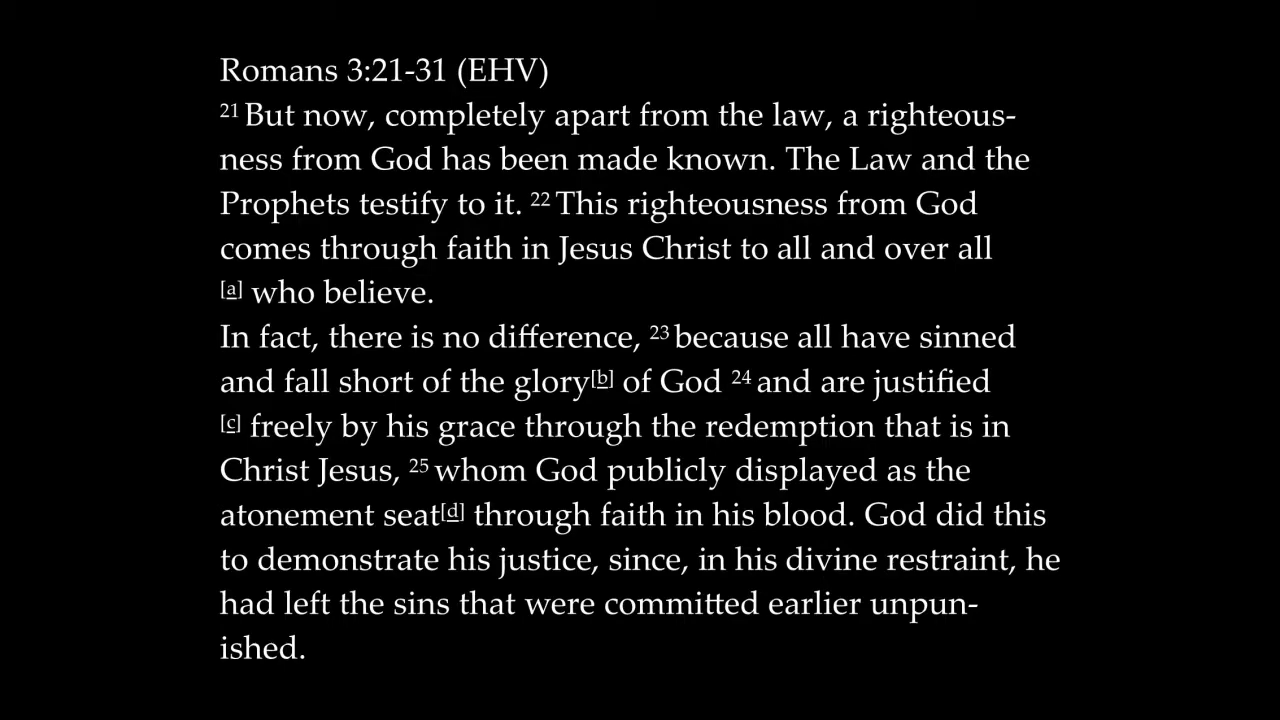 Romans 3:21-31 (EHV)
21 But now, completely apart from the law, a righteous-
ness from God has been made known. The Law and the
Prophets testify to it. 22 This righteousness from God
comes through faith in Jesus Christ to all and over all
[a] who believe.
In fact, there is no difference, 23 because all have sinned
and fall short of the glory[b] of God 24 and are justified
[c] freely by his grace through the redemption that is in
Christ Jesus, 25 whom God publicly displayed as the
atonement seat[d] through faith in his blood. God did this
to demonstrate his justice, since, in his divine restraint, he
had left the sins that were committed earlier unpun-
ished.